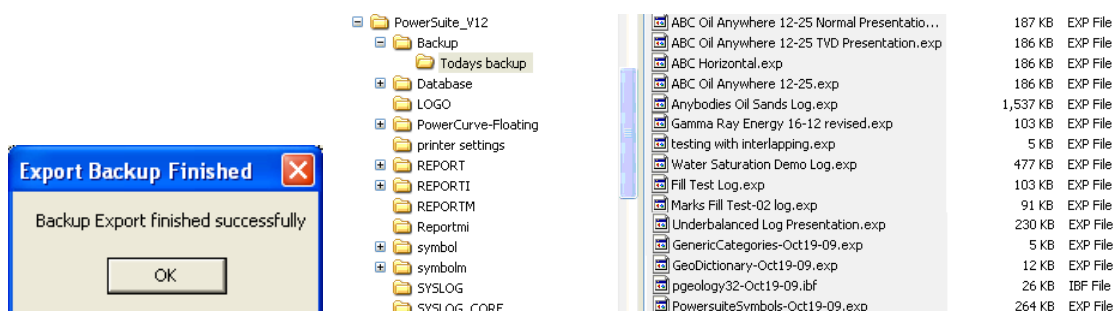 Export Backup Finished
Backup Export finished successfully
OK
PowerSuite_V12
Backup
Todays backup
Database
LOGO
PowerCurve-Floating
printer settings
REPORT
REPORTI
REPORTM
Reportmi
symbol
symbolm
SYSLOG
SYSLOG_CORE
ABC Oil Anywhere 12-25 Normal Presentatio... 187 KB EXP File
ABC Oil Anywhere 12-25 TVD Presentation.exp 186 KB EXP File
ABC Horizontal.exp 186 KB EXP File
ABC Oil Anywhere 12-25.exp 186 KB EXP File
Anybodies Oil Sands Log.exp 1,537 KB EXP File
Gamma Ray Energy 16-12 revised.exp 103 KB EXP File
testing with interlapping.exp 5 KB EXP File
Water Saturation Demo Log.exp 477 KB EXP File
Fill Test Log.exp 103 KB EXP File
Marks Fill Test-02 log.exp 91 KB EXP File
Underbalanced Log Presentation.exp 230 KB EXP File
GenericCategories-Oct19-09.exp 5 KB EXP File
GeoDictionary-Oct19-09.exp 12 KB EXP File
pgeology32-Oct19-09.ibf 26 KB IBF File
PowersuiteSymbols-Oct19-09.exp 264 KB EXP File